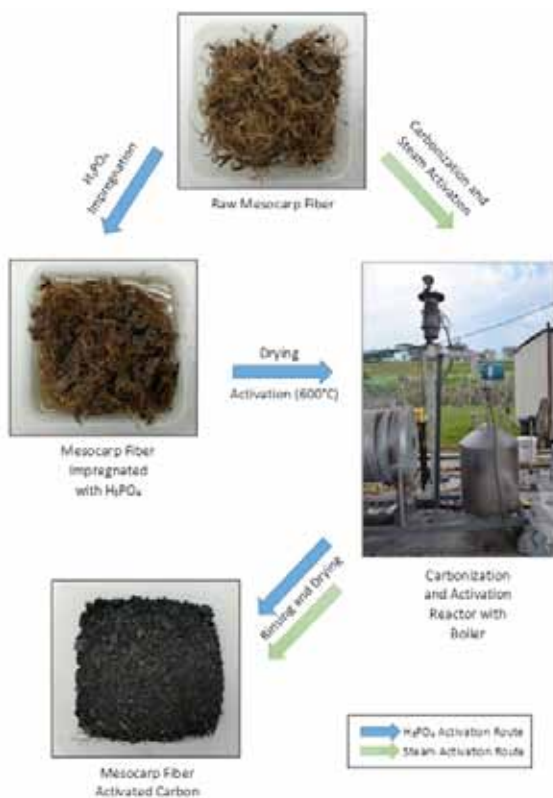 Raw Mesocarp Fiber
H₃PO₄
Impregnation
Carbonization and
Steam Activation
Mesocarp Fiber
Impregnated
with H₃PO₄
Drying
Activation (600°C)
Carbonization
and Activation
Reactor with
Boiler
Rinsing and Drying
Mesocarp Fiber
Activated Carbon
H₃PO₄ Activation Route
Steam Activation Route